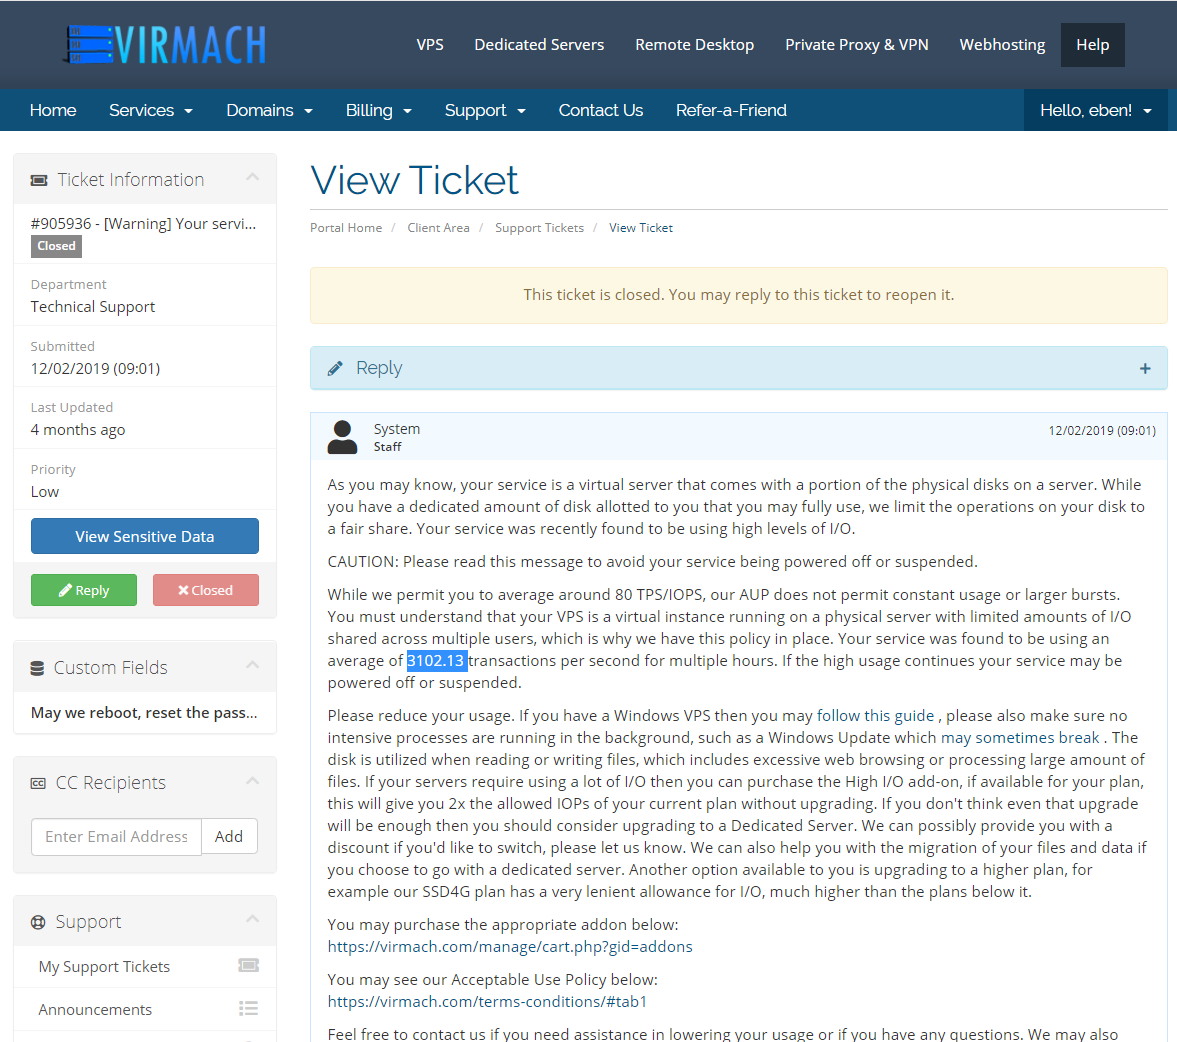 VIRMACH
VPS
Dedicated Servers
Remote Desktop
Private Proxy & VPN
Webhosting
Help
Home
Services
Domains
Billing
Support
Contact Us
Refer-a-Friend
Hello, eben!
Ticket Information
#905936 - [Warning] Your servi...
Closed
Department
Technical Support
Submitted
12/02/2019 (09:01)
Last Updated
4 months ago
Priority
Low
View Sensitive Data
Reply
Closed
Custom Fields
May we reboot, reset the pass...
CC Recipients
Enter Email Address
Add
Support
My Support Tickets
Announcements
View Ticket
Portal Home / Client Area / Support Tickets / View Ticket
This ticket is closed. You may reply to this ticket to reopen it.
Reply
System
Staff
12/02/2019 (09:01)
As you may know, your service is a virtual server that comes with a portion of the physical disks on a server. While
you have a dedicated amount of disk allotted to you that you may fully use, we limit the operations on your disk to
a fair share. Your service was recently found to be using high levels of I/O.
CAUTION: Please read this message to avoid your service being powered off or suspended.
While we permit you to average around 80 TPS/IOPS, our AUP does not permit constant usage or larger bursts.
You must understand that your VPS is a virtual instance running on a physical server with limited amounts of I/O
shared across multiple users, which is why we have this policy in place. Your service was found to be using an
average of 3102.13 transactions per second for multiple hours. If the high usage continues your service may be
powered off or suspended.
Please reduce your usage. If you have a Windows VPS then you may follow this guide , please also make sure no
intensive processes are running in the background, such as a Windows Update which may sometimes break . The
disk is utilized when reading or writing files, which includes excessive web browsing or processing large amount of
files. If your servers require using a lot of I/O then you can purchase the High I/O add-on, if available for your plan,
this will give you 2x the allowed IOPs of your current plan without upgrading. If you don't think even that upgrade
will be enough then you should consider upgrading to a Dedicated Server. We can possibly provide you with a
discount if you'd like to switch, please let us know. We can also help you with the migration of your files and data if
you choose to go with a dedicated server. Another option available to you is upgrading to a higher plan, for
example our SSD4G plan has a very lenient allowance for I/O, much higher than the plans below it.
You may purchase the appropriate addon below:
https://virmach.com/manage/cart.php?gid=addons
You may see our Acceptable Use Policy below:
https://virmach.com/terms-conditions/#tab1
Feel free to contact us if you need assistance in lowering your usage or if you have any questions. We may also